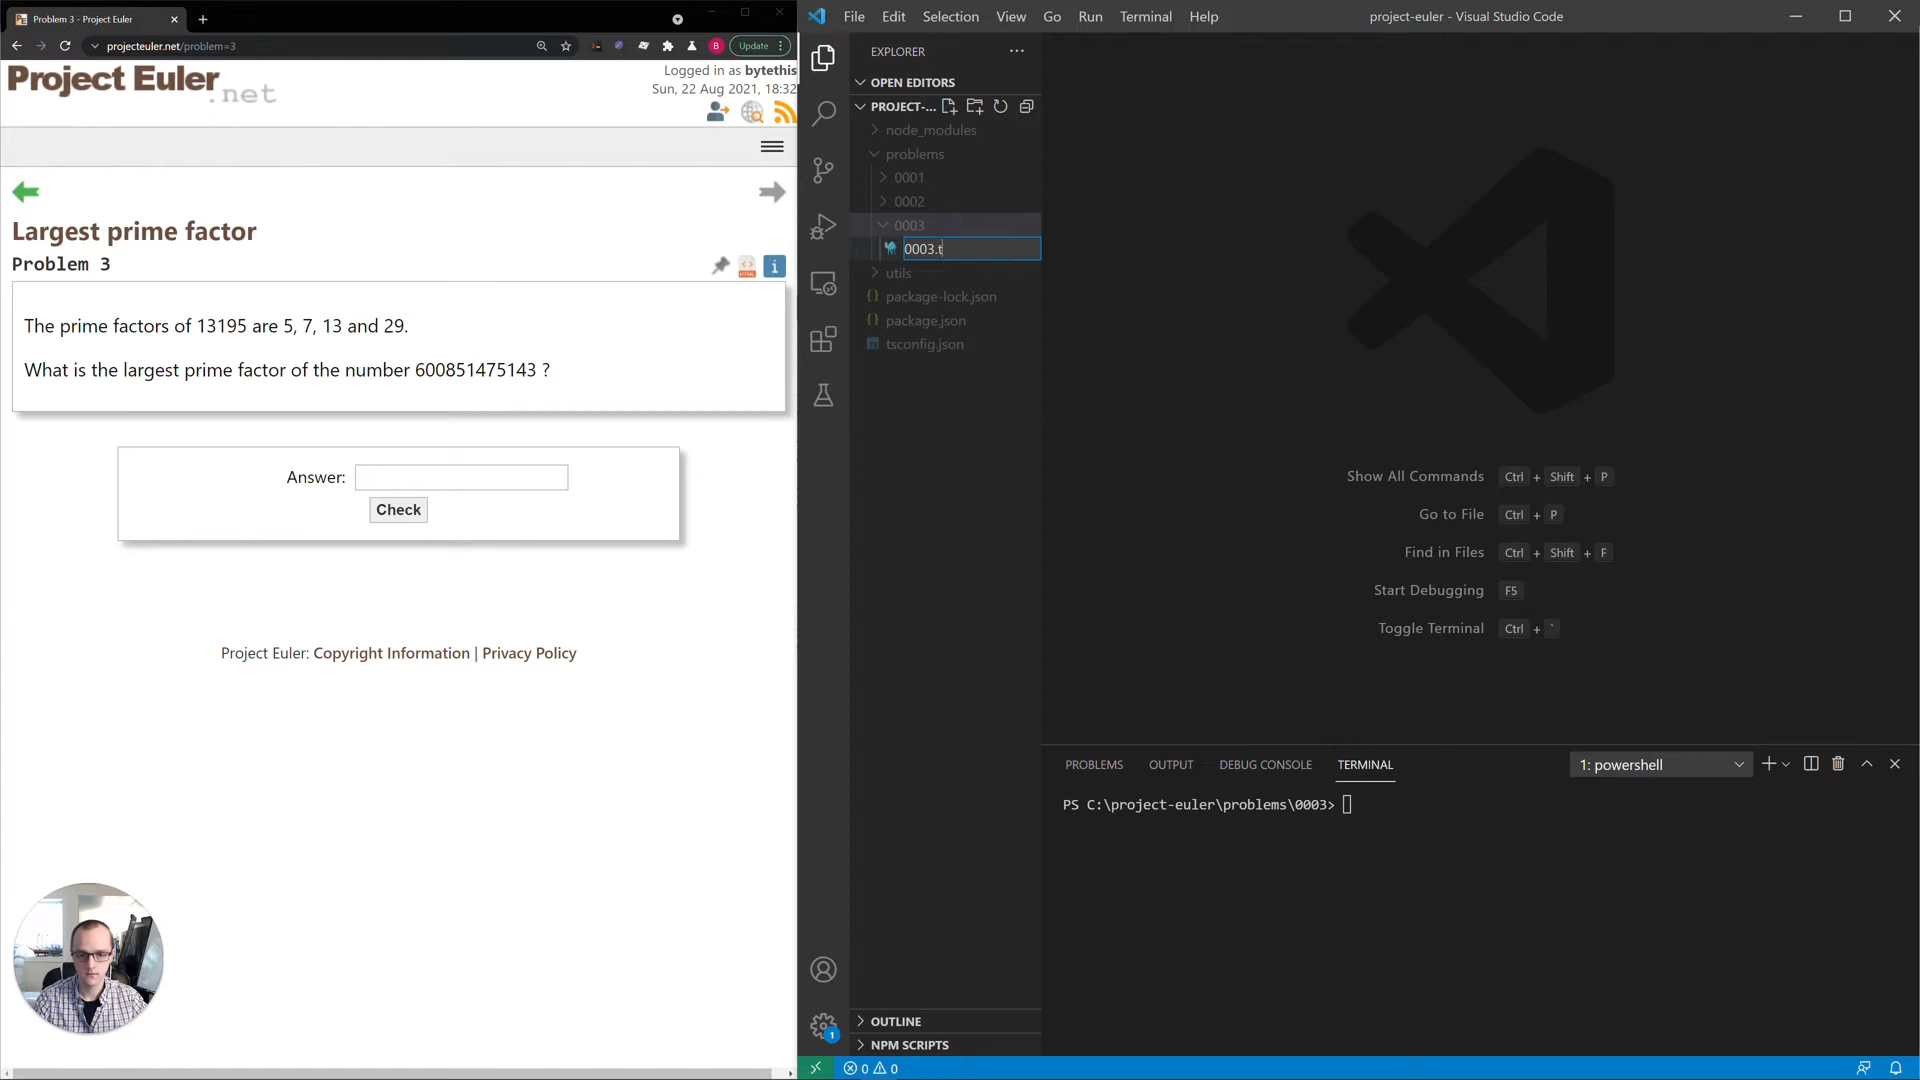 Problem 3 - Project Euler
projecteuler.net/problem=3
B
Update
Project Euler
.net
Logged in as bytethis
Sun, 22 Aug 2021, 18:32
Largest prime factor
Problem 3
HTML
i
The prime factors of 13195 are 5, 7, 13 and 29.
What is the largest prime factor of the number 600851475143 ?
Answer:
Check
Project Euler: Copyright Information | Privacy Policy
File Edit Selection View Go Run Terminal Help
project-euler - Visual Studio Code
EXPLORER
OPEN EDITORS
PROJECT-...
node_modules
problems
0001
0002
0003
0003.t
utils
{} package-lock.json
{} package.json
tsconfig.json
OUTLINE
NPM SCRIPTS
1
Show All Commands Ctrl + Shift + P
Go to File Ctrl + P
Find in Files Ctrl + Shift + F
Start Debugging F5
Toggle Terminal Ctrl + `
PROBLEMS OUTPUT DEBUG CONSOLE TERMINAL
1: powershell
PS C:\project-euler\problems\0003>
0 0